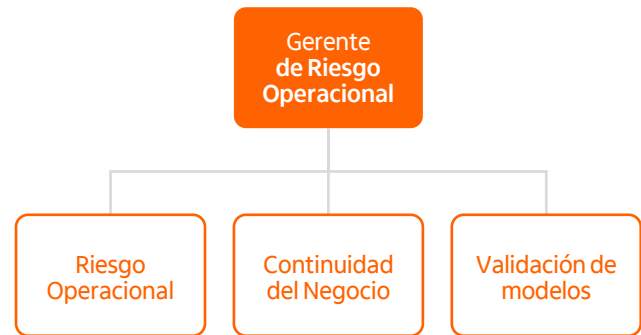 Gerente
de Riesgo
Operacional
Riesgo
Operacional
Continuidad
del Negocio
Validación de
modelos